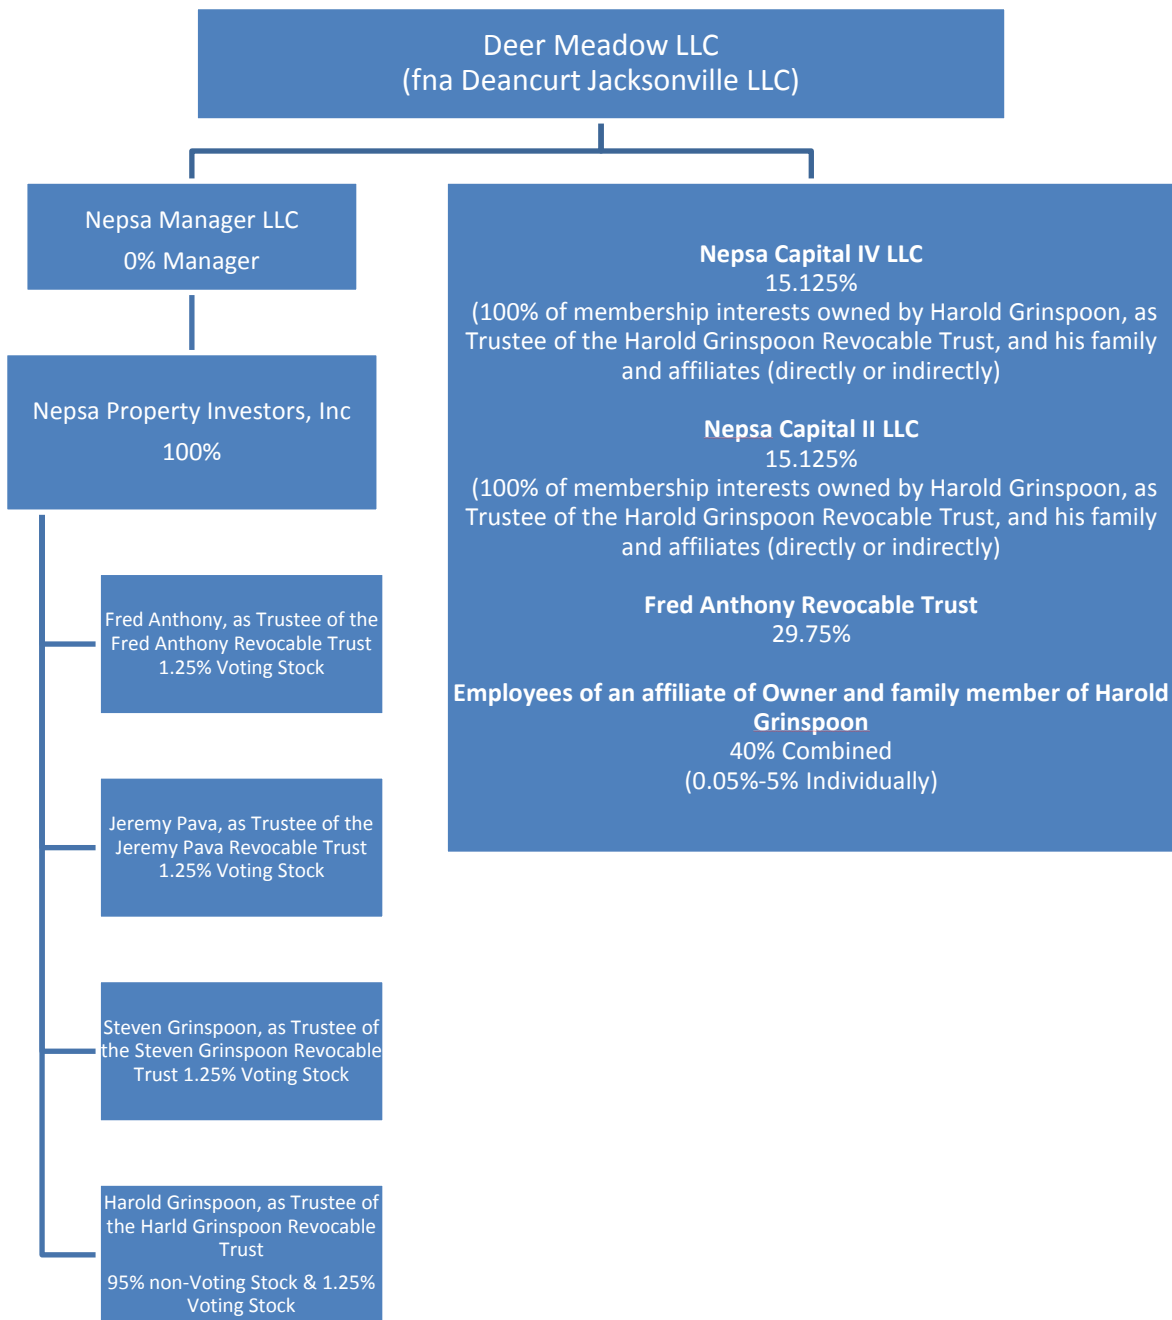 Deer Meadow LLC
(fna Deancurt Jacksonville LLC)
Nepsa Manager LLC
0% Manager
Nepsa Property Investors, Inc
100%
Fred Anthony, as Trustee of the
Fred Anthony Revocable Trust
1.25% Voting Stock
Jeremy Pava, as Trustee of the
Jeremy Pava Revocable Trust
1.25% Voting Stock
Steven Grinspoon, as Trustee of
the Steven Grinspoon Revocable
Trust 1.25% Voting Stock
Harold Grinspoon, as Trustee of
the Harld Grinspoon Revocable
Trust
95% non-Voting Stock & 1.25%
Voting Stock
Nepsa Capital IV LLC
15.125%
(100% of membership interests owned by Harold Grinspoon, as
Trustee of the Harold Grinspoon Revocable Trust, and his family
and affiliates (directly or indirectly)
Nepsa Capital II LLC
15.125%
(100% of membership interests owned by Harold Grinspoon, as
Trustee of the Harold Grinspoon Revocable Trust, and his family
and affiliates (directly or indirectly)
Fred Anthony Revocable Trust
29.75%
Employees of an affiliate of Owner and family member of Harold
Grinspoon
40% Combined
(0.05%-5% Individually)